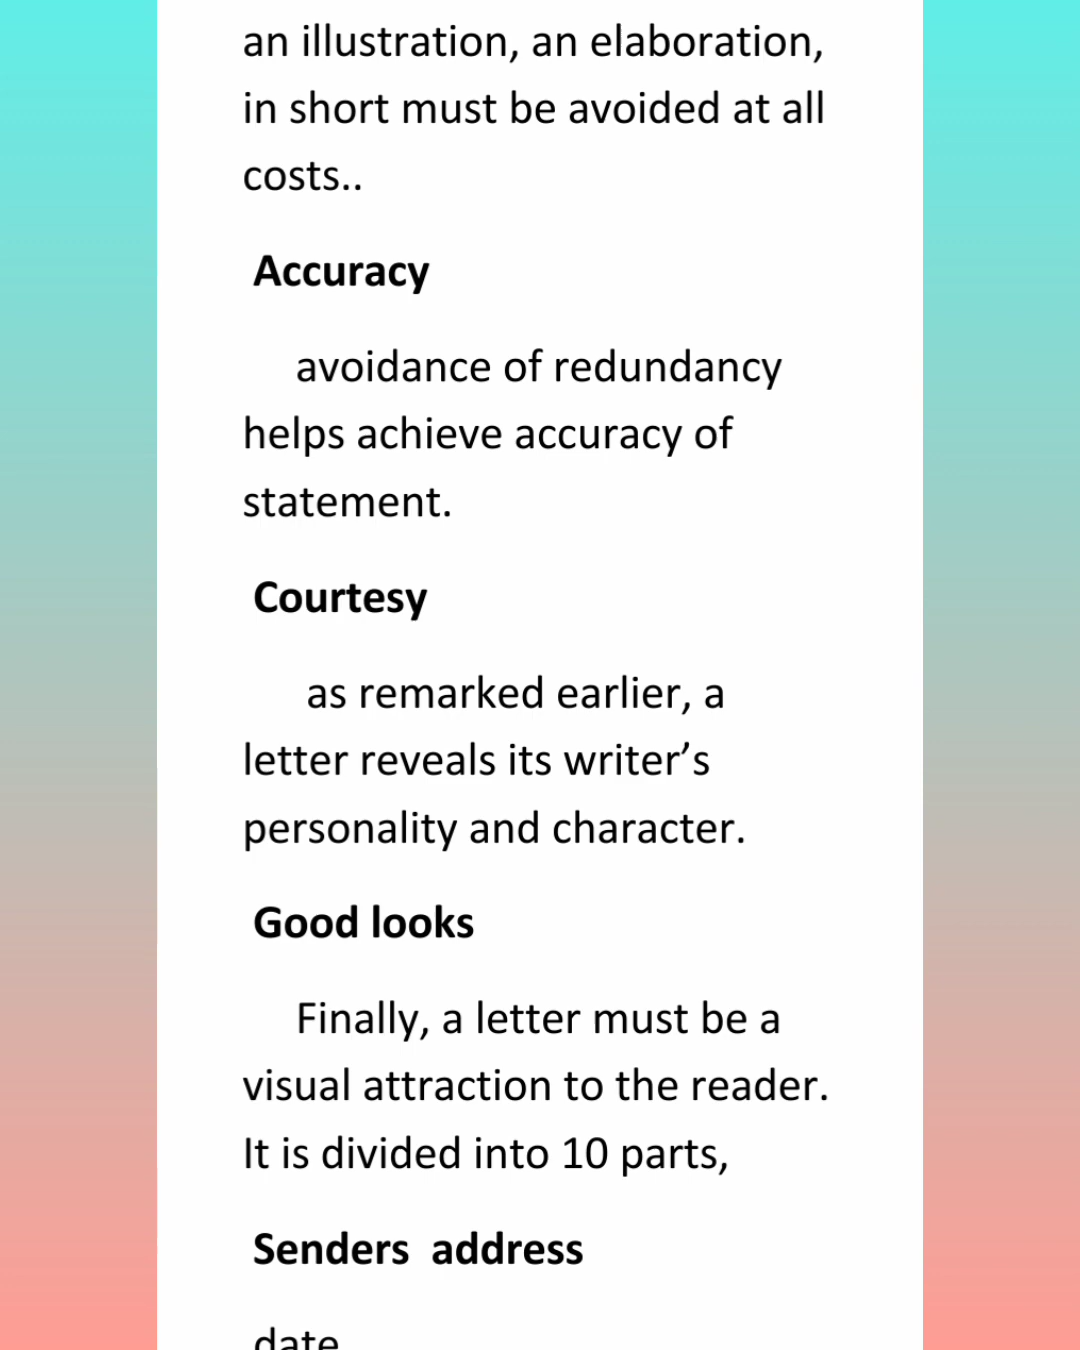 an illustration, an elaboration,
in short must be avoided at all
costs..
Accuracy
avoidance of redundancy
helps achieve accuracy of
statement.
Courtesy
as remarked earlier, a
letter reveals its writer’s
personality and character.
Good looks
Finally, a letter must be a
visual attraction to the reader.
It is divided into 10 parts,
Senders address
date